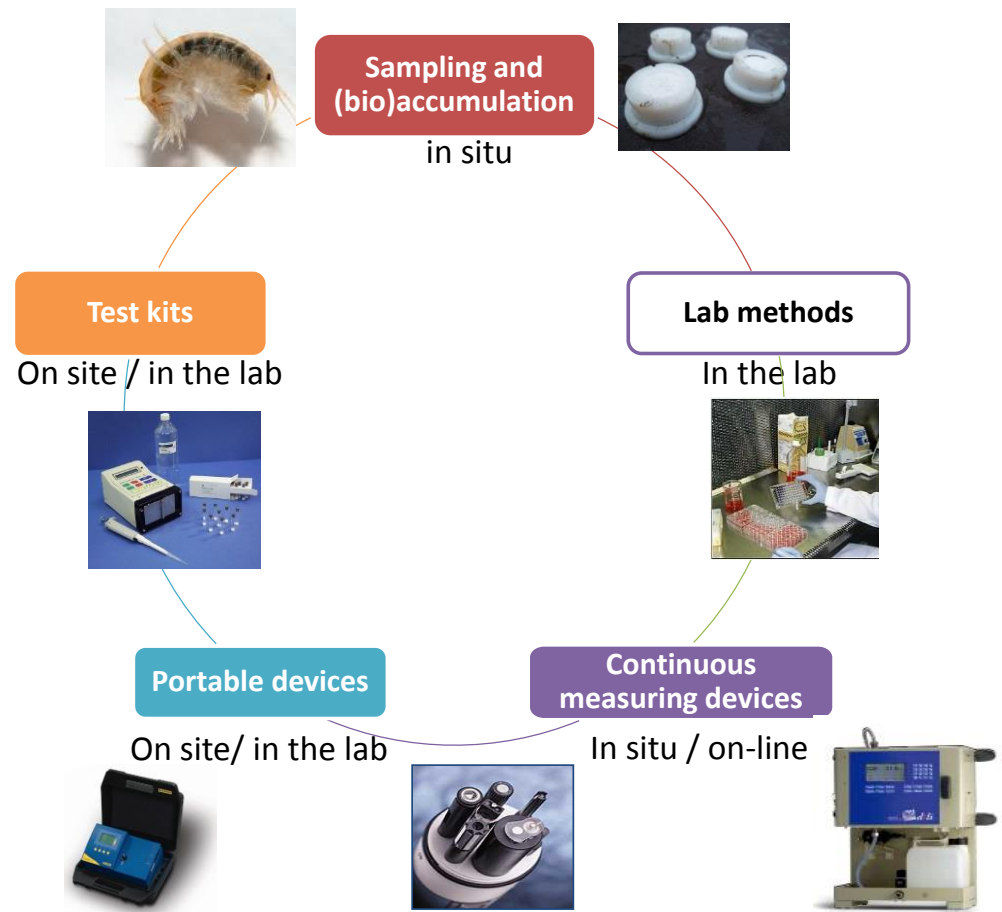 Sampling and
(bio)accumulation
in situ
Test kits
On site / in the lab
Lab methods
In the lab
Portable devices
On site/ in the lab
Continuous
measuring devices
In situ / on-line